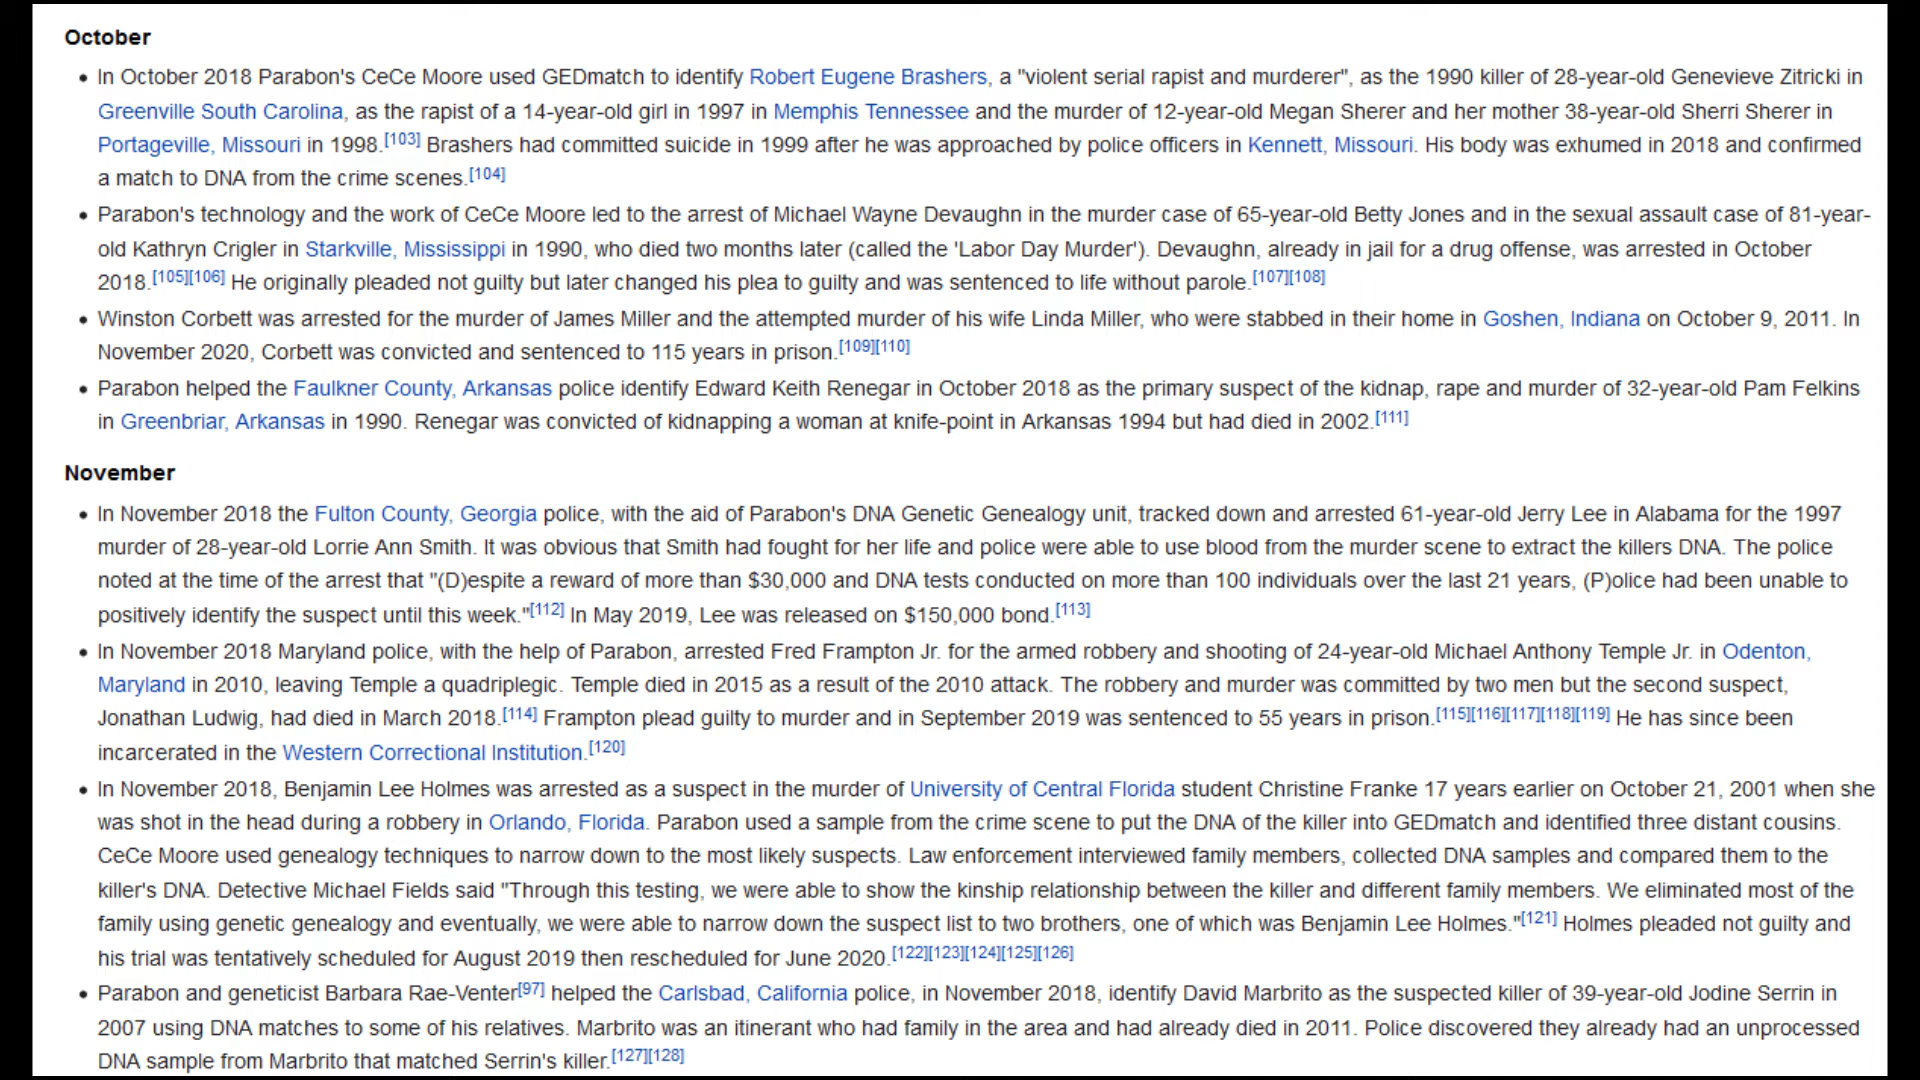 October
• In October 2018 Parabon's CeCe Moore used GEDmatch to identify Robert Eugene Brashers, a "violent serial rapist and murderer", as the 1990 killer of 28-year-old Genevieve Zitricki in
Greenville South Carolina, as the rapist of a 14-year-old girl in 1997 in Memphis Tennessee and the murder of 12-year-old Megan Sherer and her mother 38-year-old Sherri Sherer in
Portageville, Missouri in 1998.[103] Brashers had committed suicide in 1999 after he was approached by police officers in Kennett, Missouri. His body was exhumed in 2018 and confirmed
a match to DNA from the crime scenes.[104]
• Parabon's technology and the work of CeCe Moore led to the arrest of Michael Wayne Devaughn in the murder case of 65-year-old Betty Jones and in the sexual assault case of 81-year-
old Kathryn Crigler in Starkville, Mississippi in 1990, who died two months later (called the 'Labor Day Murder'). Devaughn, already in jail for a drug offense, was arrested in October
2018.[105][106] He originally pleaded not guilty but later changed his plea to guilty and was sentenced to life without parole.[107][108]
• Winston Corbett was arrested for the murder of James Miller and the attempted murder of his wife Linda Miller, who were stabbed in their home in Goshen, Indiana on October 9, 2011. In
November 2020, Corbett was convicted and sentenced to 115 years in prison.[109][110]
• Parabon helped the Faulkner County, Arkansas police identify Edward Keith Renegar in October 2018 as the primary suspect of the kidnap, rape and murder of 32-year-old Pam Felkins
in Greenbriar, Arkansas in 1990. Renegar was convicted of kidnapping a woman at knife-point in Arkansas 1994 but had died in 2002.[111]
November
• In November 2018 the Fulton County, Georgia police, with the aid of Parabon's DNA Genetic Genealogy unit, tracked down and arrested 61-year-old Jerry Lee in Alabama for the 1997
murder of 28-year-old Lorrie Ann Smith. It was obvious that Smith had fought for her life and police were able to use blood from the murder scene to extract the killers DNA. The police
noted at the time of the arrest that "(D)espite a reward of more than $30,000 and DNA tests conducted on more than 100 individuals over the last 21 years, (P)olice had been unable to
positively identify the suspect until this week."[112] In May 2019, Lee was released on $150,000 bond.[113]
• In November 2018 Maryland police, with the help of Parabon, arrested Fred Frampton Jr. for the armed robbery and shooting of 24-year-old Michael Anthony Temple Jr. in Odenton,
Maryland in 2010, leaving Temple a quadriplegic. Temple died in 2015 as a result of the 2010 attack. The robbery and murder was committed by two men but the second suspect,
Jonathan Ludwig, had died in March 2018.[114] Frampton plead guilty to murder and in September 2019 was sentenced to 55 years in prison.[115][116][117][118][119] He has since been
incarcerated in the Western Correctional Institution.[120]
• In November 2018, Benjamin Lee Holmes was arrested as a suspect in the murder of University of Central Florida student Christine Franke 17 years earlier on October 21, 2001 when she
was shot in the head during a robbery in Orlando, Florida. Parabon used a sample from the crime scene to put the DNA of the killer into GEDmatch and identified three distant cousins.
CeCe Moore used genealogy techniques to narrow down to the most likely suspects. Law enforcement interviewed family members, collected DNA samples and compared them to the
killer's DNA. Detective Michael Fields said "Through this testing, we were able to show the kinship relationship between the killer and different family members. We eliminated most of the
family using genetic genealogy and eventually, we were able to narrow down the suspect list to two brothers, one of which was Benjamin Lee Holmes."[121] Holmes pleaded not guilty and
his trial was tentatively scheduled for August 2019 then rescheduled for June 2020.[122][123][124][125][126]
• Parabon and geneticist Barbara Rae-Venter[97] helped the Carlsbad, California police, in November 2018, identify David Marbrito as the suspected killer of 39-year-old Jodine Serrin in
2007 using DNA matches to some of his relatives. Marbrito was an itinerant who had family in the area and had already died in 2011. Police discovered they already had an unprocessed
DNA sample from Marbrito that matched Serrin's killer.[127][128]